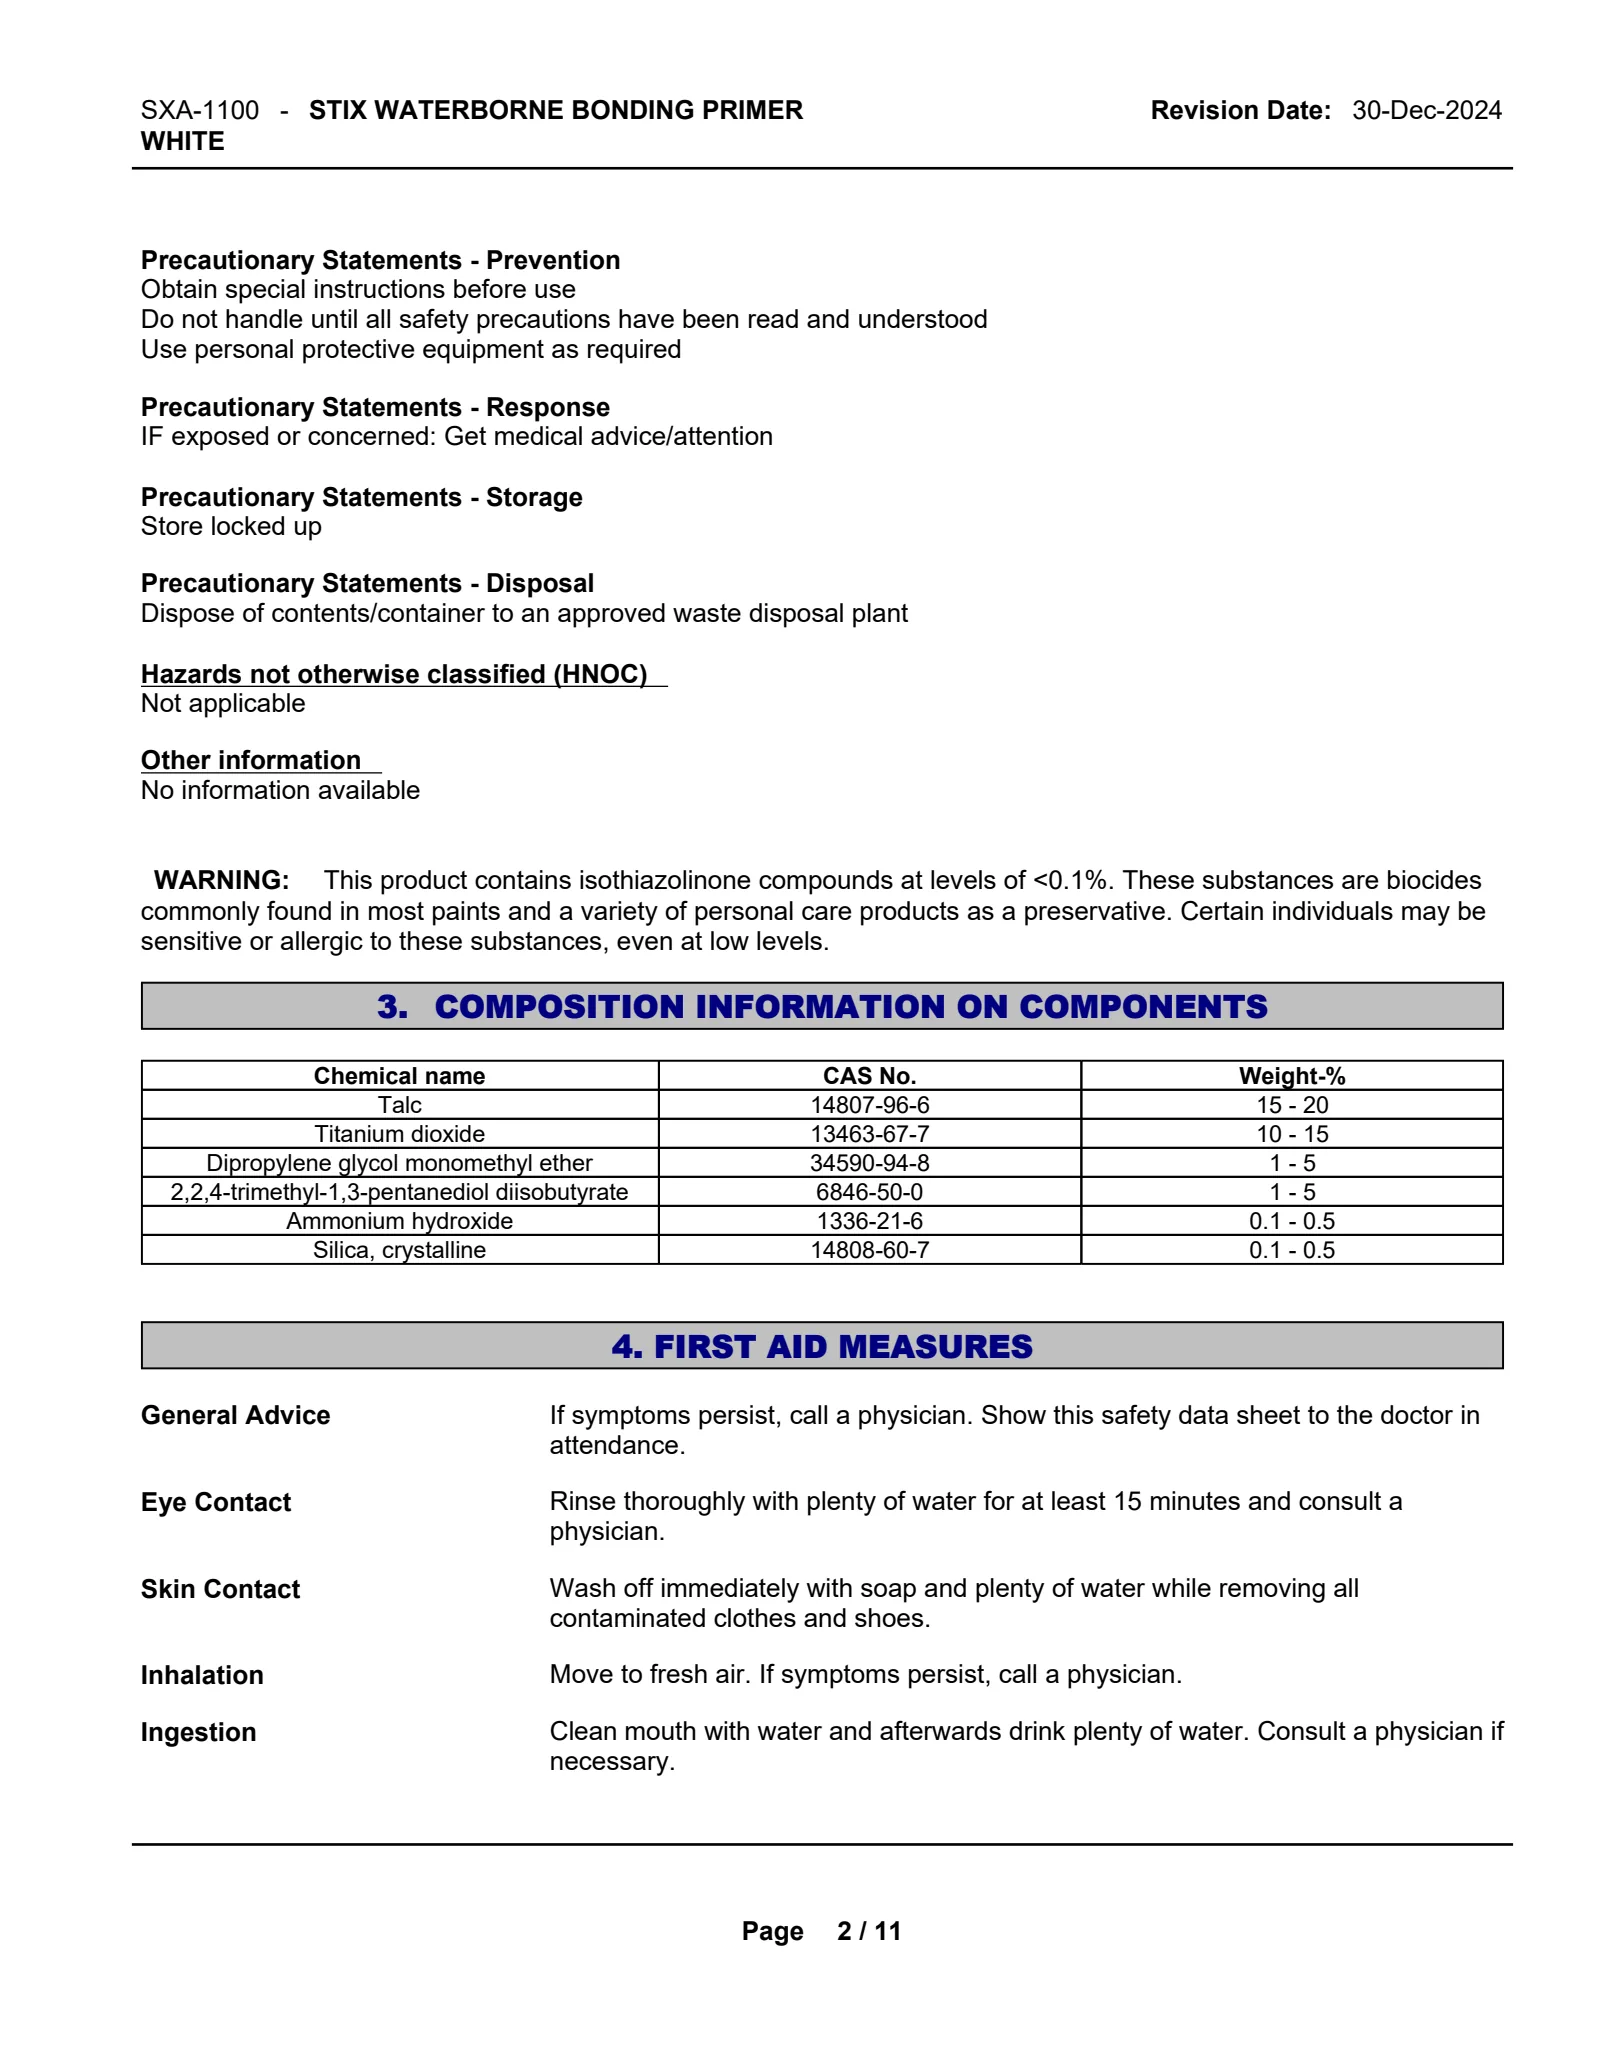 SXA-1100 - STIX WATERBORNE BONDING PRIMER WHITE
Revision Date: 30-Dec-2024
Precautionary Statements - Prevention
Obtain special instructions before use
Do not handle until all safety precautions have been read and understood
Use personal protective equipment as required
Precautionary Statements - Response
IF exposed or concerned: Get medical advice/attention
Precautionary Statements - Storage
Store locked up
Precautionary Statements - Disposal
Dispose of contents/container to an approved waste disposal plant
Hazards not otherwise classified (HNOC)
Not applicable
Other information
No information available
WARNING: This product contains isothiazolinone compounds at levels of <0.1%. These substances are biocides
commonly found in most paints and a variety of personal care products as a preservative. Certain individuals may be
sensitive or allergic to these substances, even at low levels.
3. COMPOSITION INFORMATION ON COMPONENTS
Chemical name CAS No. Weight-%
Talc 14807-96-6 15 - 20
Titanium dioxide 13463-67-7 10 - 15
Dipropylene glycol monomethyl ether 34590-94-8 1 - 5
2,2,4-trimethyl-1,3-pentanediol diisobutyrate 6846-50-0 1 - 5
Ammonium hydroxide 1336-21-6 0.1 - 0.5
Silica, crystalline 14808-60-7 0.1 - 0.5
4. FIRST AID MEASURES
General Advice If symptoms persist, call a physician. Show this safety data sheet to the doctor in
attendance.
Eye Contact Rinse thoroughly with plenty of water for at least 15 minutes and consult a
physician.
Skin Contact Wash off immediately with soap and plenty of water while removing all
contaminated clothes and shoes.
Inhalation Move to fresh air. If symptoms persist, call a physician.
Ingestion Clean mouth with water and afterwards drink plenty of water. Consult a physician if
necessary.
Page 2 / 11